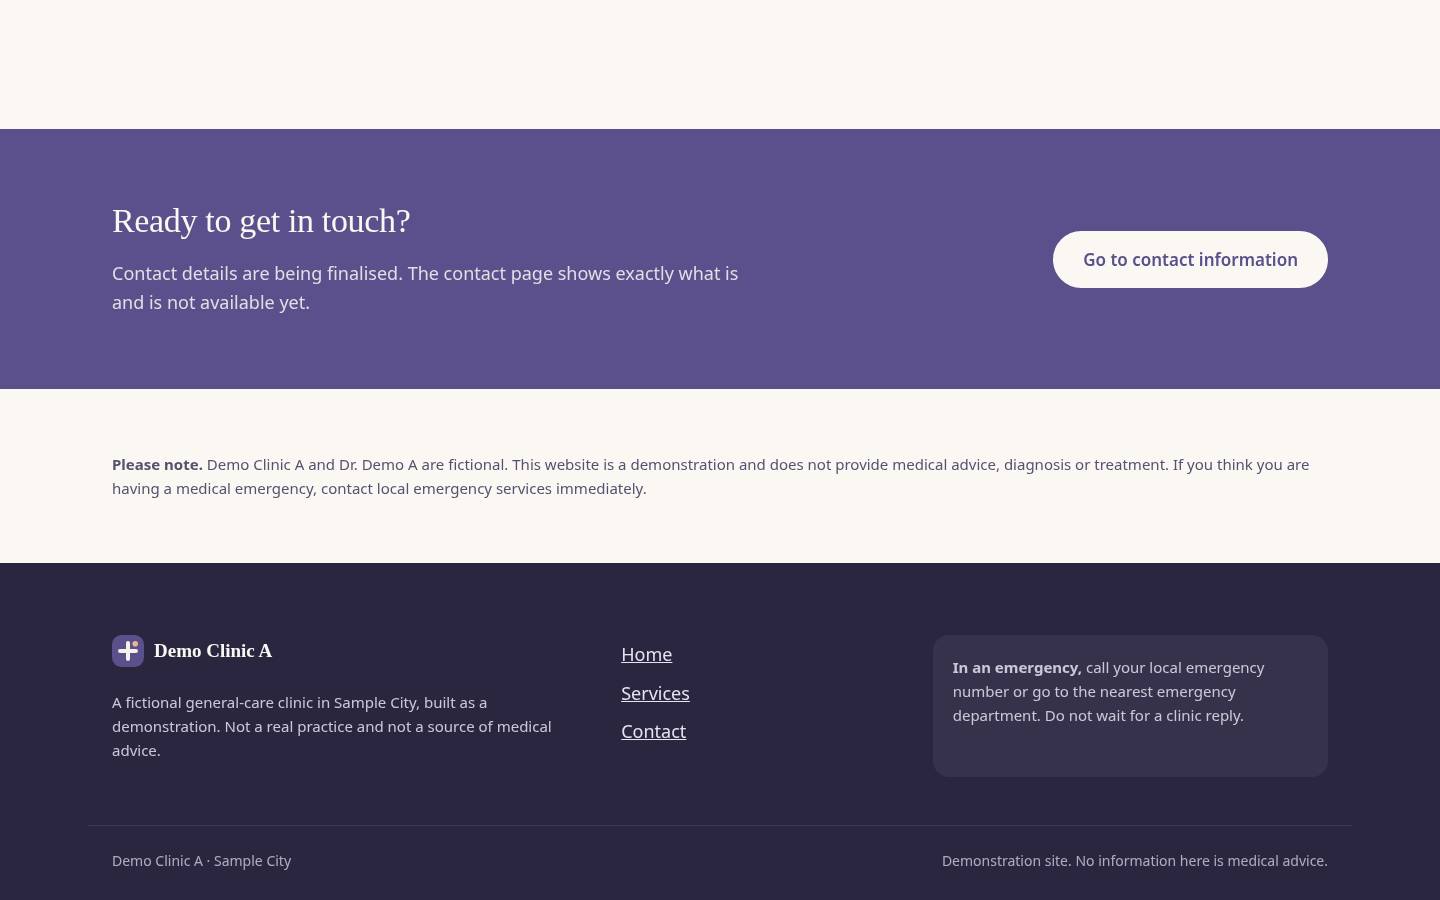 Ready to get in touch?
Contact details are being finalised. The contact page shows exactly what is
and is not available yet.
Go to contact information
Please note. Demo Clinic A and Dr. Demo A are fictional. This website is a demonstration and does not provide medical advice, diagnosis or treatment. If you think you are
having a medical emergency, contact local emergency services immediately.
Demo Clinic A
A fictional general-care clinic in Sample City, built as a
demonstration. Not a real practice and not a source of medical
advice.
Home
Services
Contact
In an emergency, call your local emergency
number or go to the nearest emergency
department. Do not wait for a clinic reply.
Demo Clinic A · Sample City
Demonstration site. No information here is medical advice.